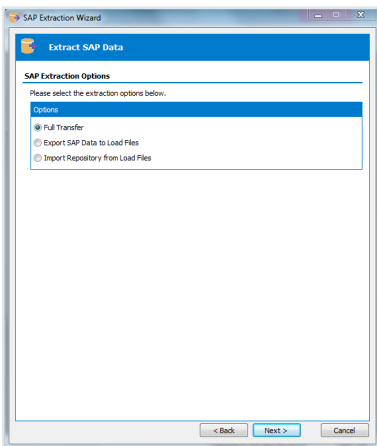 SAP Extraction Wizard
Extract SAP Data
SAP Extraction Options
Please select the extraction options below.
Options
Full Transfer
Export SAP Data to Load Files
Import Repository from Load Files
< Back Next > Cancel